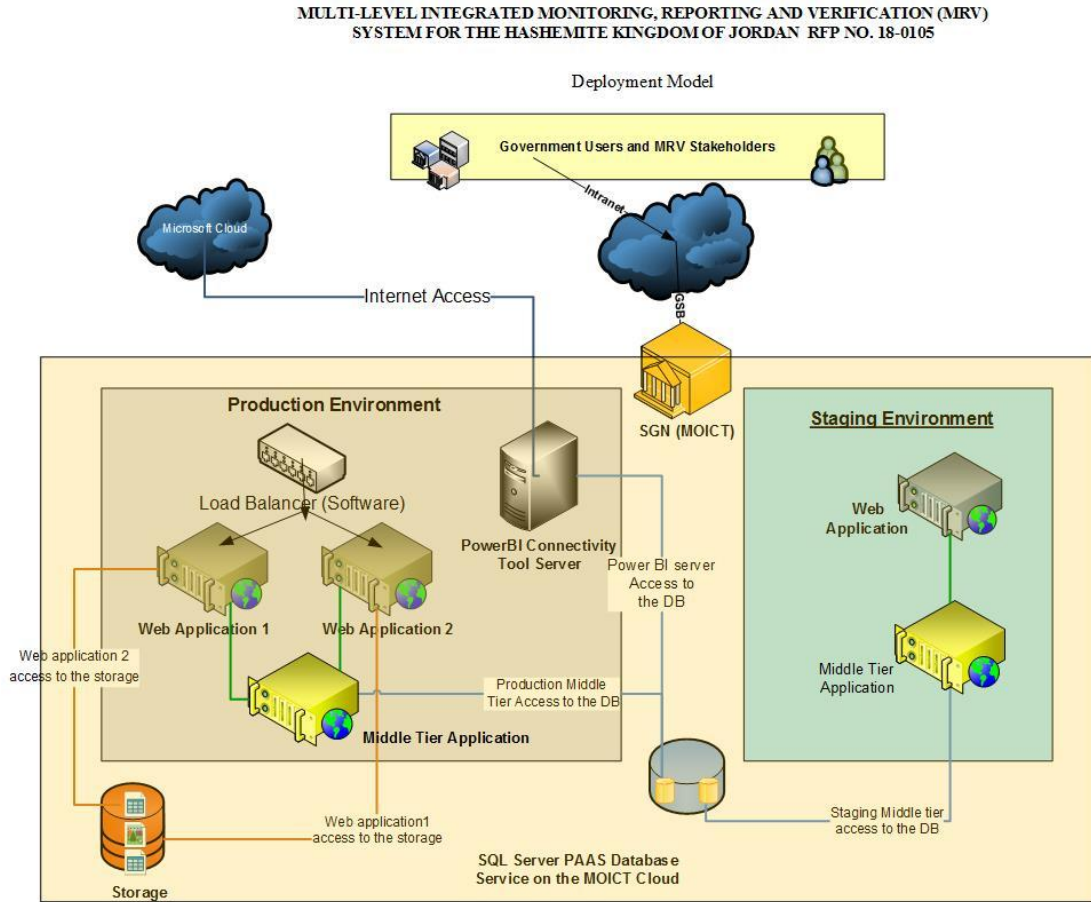 MULTI-LEVEL INTEGRATED MONITORING, REPORTING AND VERIFICATION (MRV)
SYSTEM FOR THE HASHEMITE KINGDOM OF JORDAN RFP NO. 18-0105
Deployment Model
Government Users and MRV Stakeholders
Intranet
Microsoft Cloud
Internet Access
GSB
SGN (MOICT)
Production Environment
Load Balancer (Software)
PowerBI Connectivity
Tool Server
Web Application 1
Web Application 2
Middle Tier Application
Staging Environment
Web
Application
Middle Tier
Application
Power BI server
Access to
the DB
Web application 2
access to the storage
Production Middle
Tier Access to the DB
Web application1
access to the storage
Staging Middle tier
access to the DB
SQL Server PAAS Database
Service on the MOICT Cloud
Storage